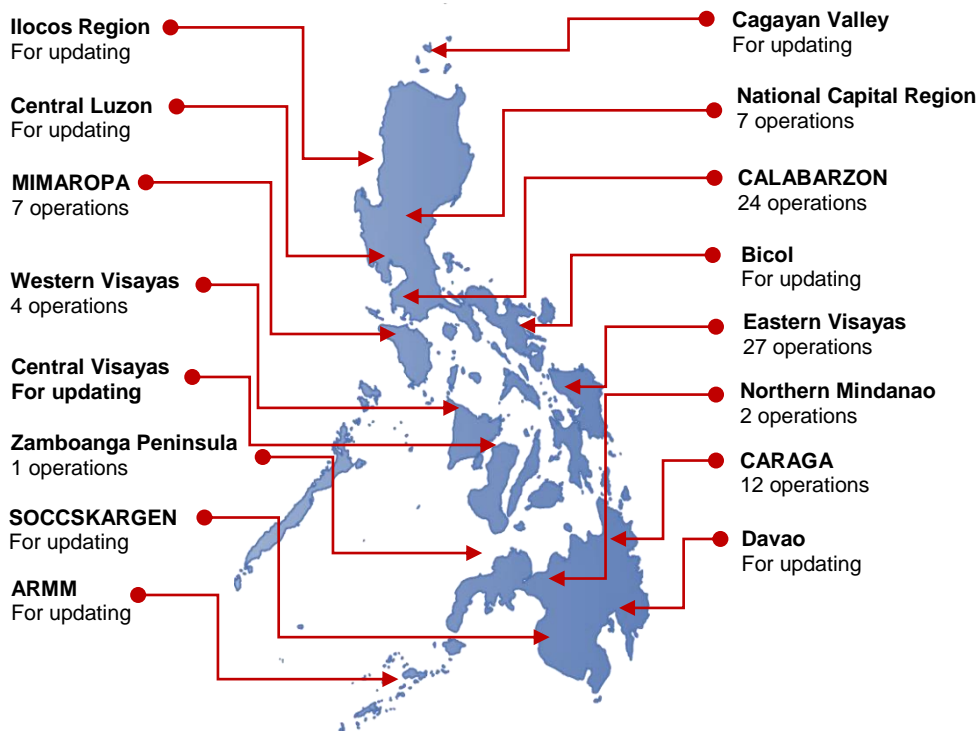 Ilocos Region
For updating
Central Luzon
For updating
MIMAROPA
7 operations
Western Visayas
4 operations
Central Visayas
For updating
Zamboanga Peninsula
1 operations
SOCCSKARGEN
For updating
ARMM
For updating
Cagayan Valley
For updating
National Capital Region
7 operations
CALABARZON
24 operations
Bicol
For updating
Eastern Visayas
27 operations
Northern Mindanao
2 operations
CARAGA
12 operations
Davao
For updating